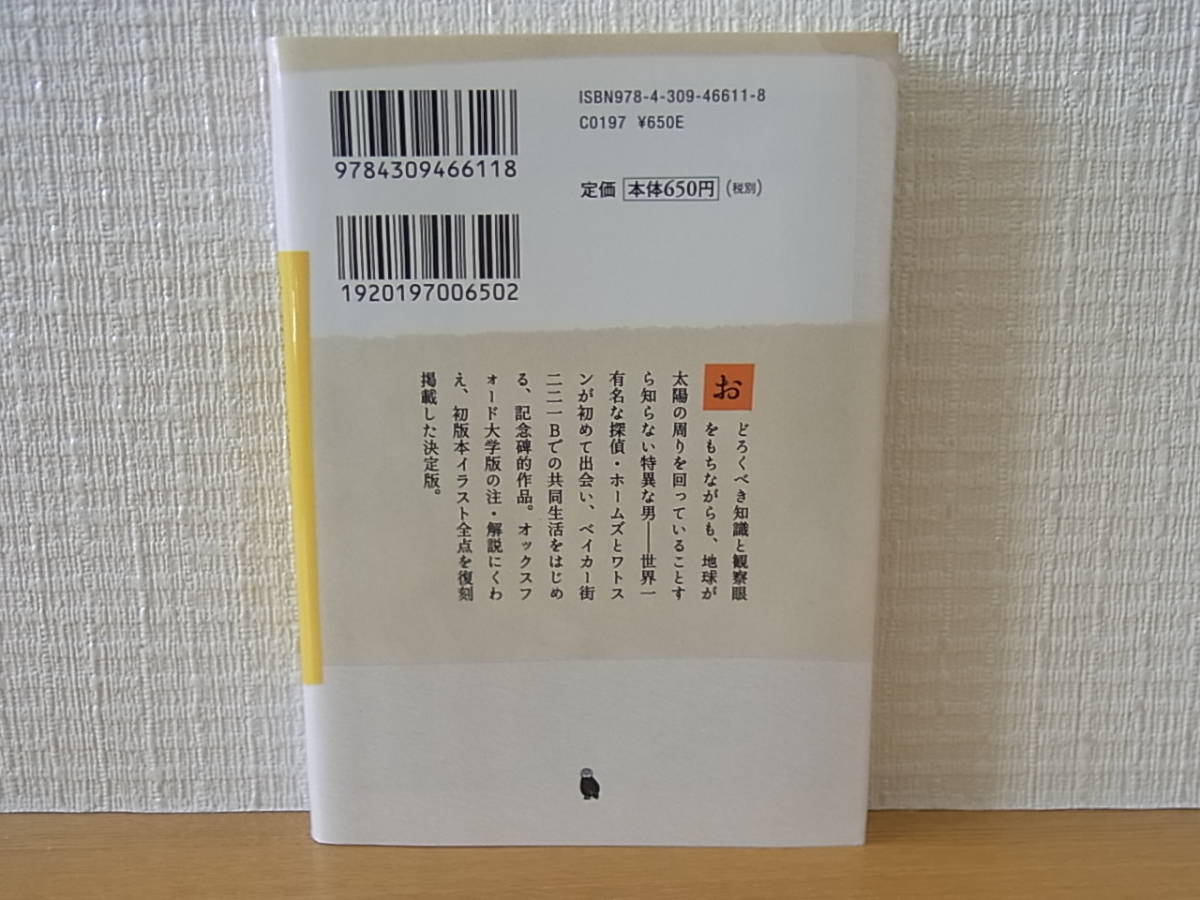 ISBN978-4-309-46611-8
C0197 ¥650E
9784309466118
定価 本体650円 (税別)
1920197006502
おどろくべき知識と観察眼
をもちながらも、地球が
太陽の周りを回っていることす
ら知らない特異な男――世界一
有名な探偵・ホームズとワトス
ンが初めて出会い、ベイカー街
二二一Bでの共同生活をはじめ
る、記念碑的作品。オックスフ
ォード大学版の注・解説にくわ
え、初版本イラスト全点を復刻
掲載した決定版。